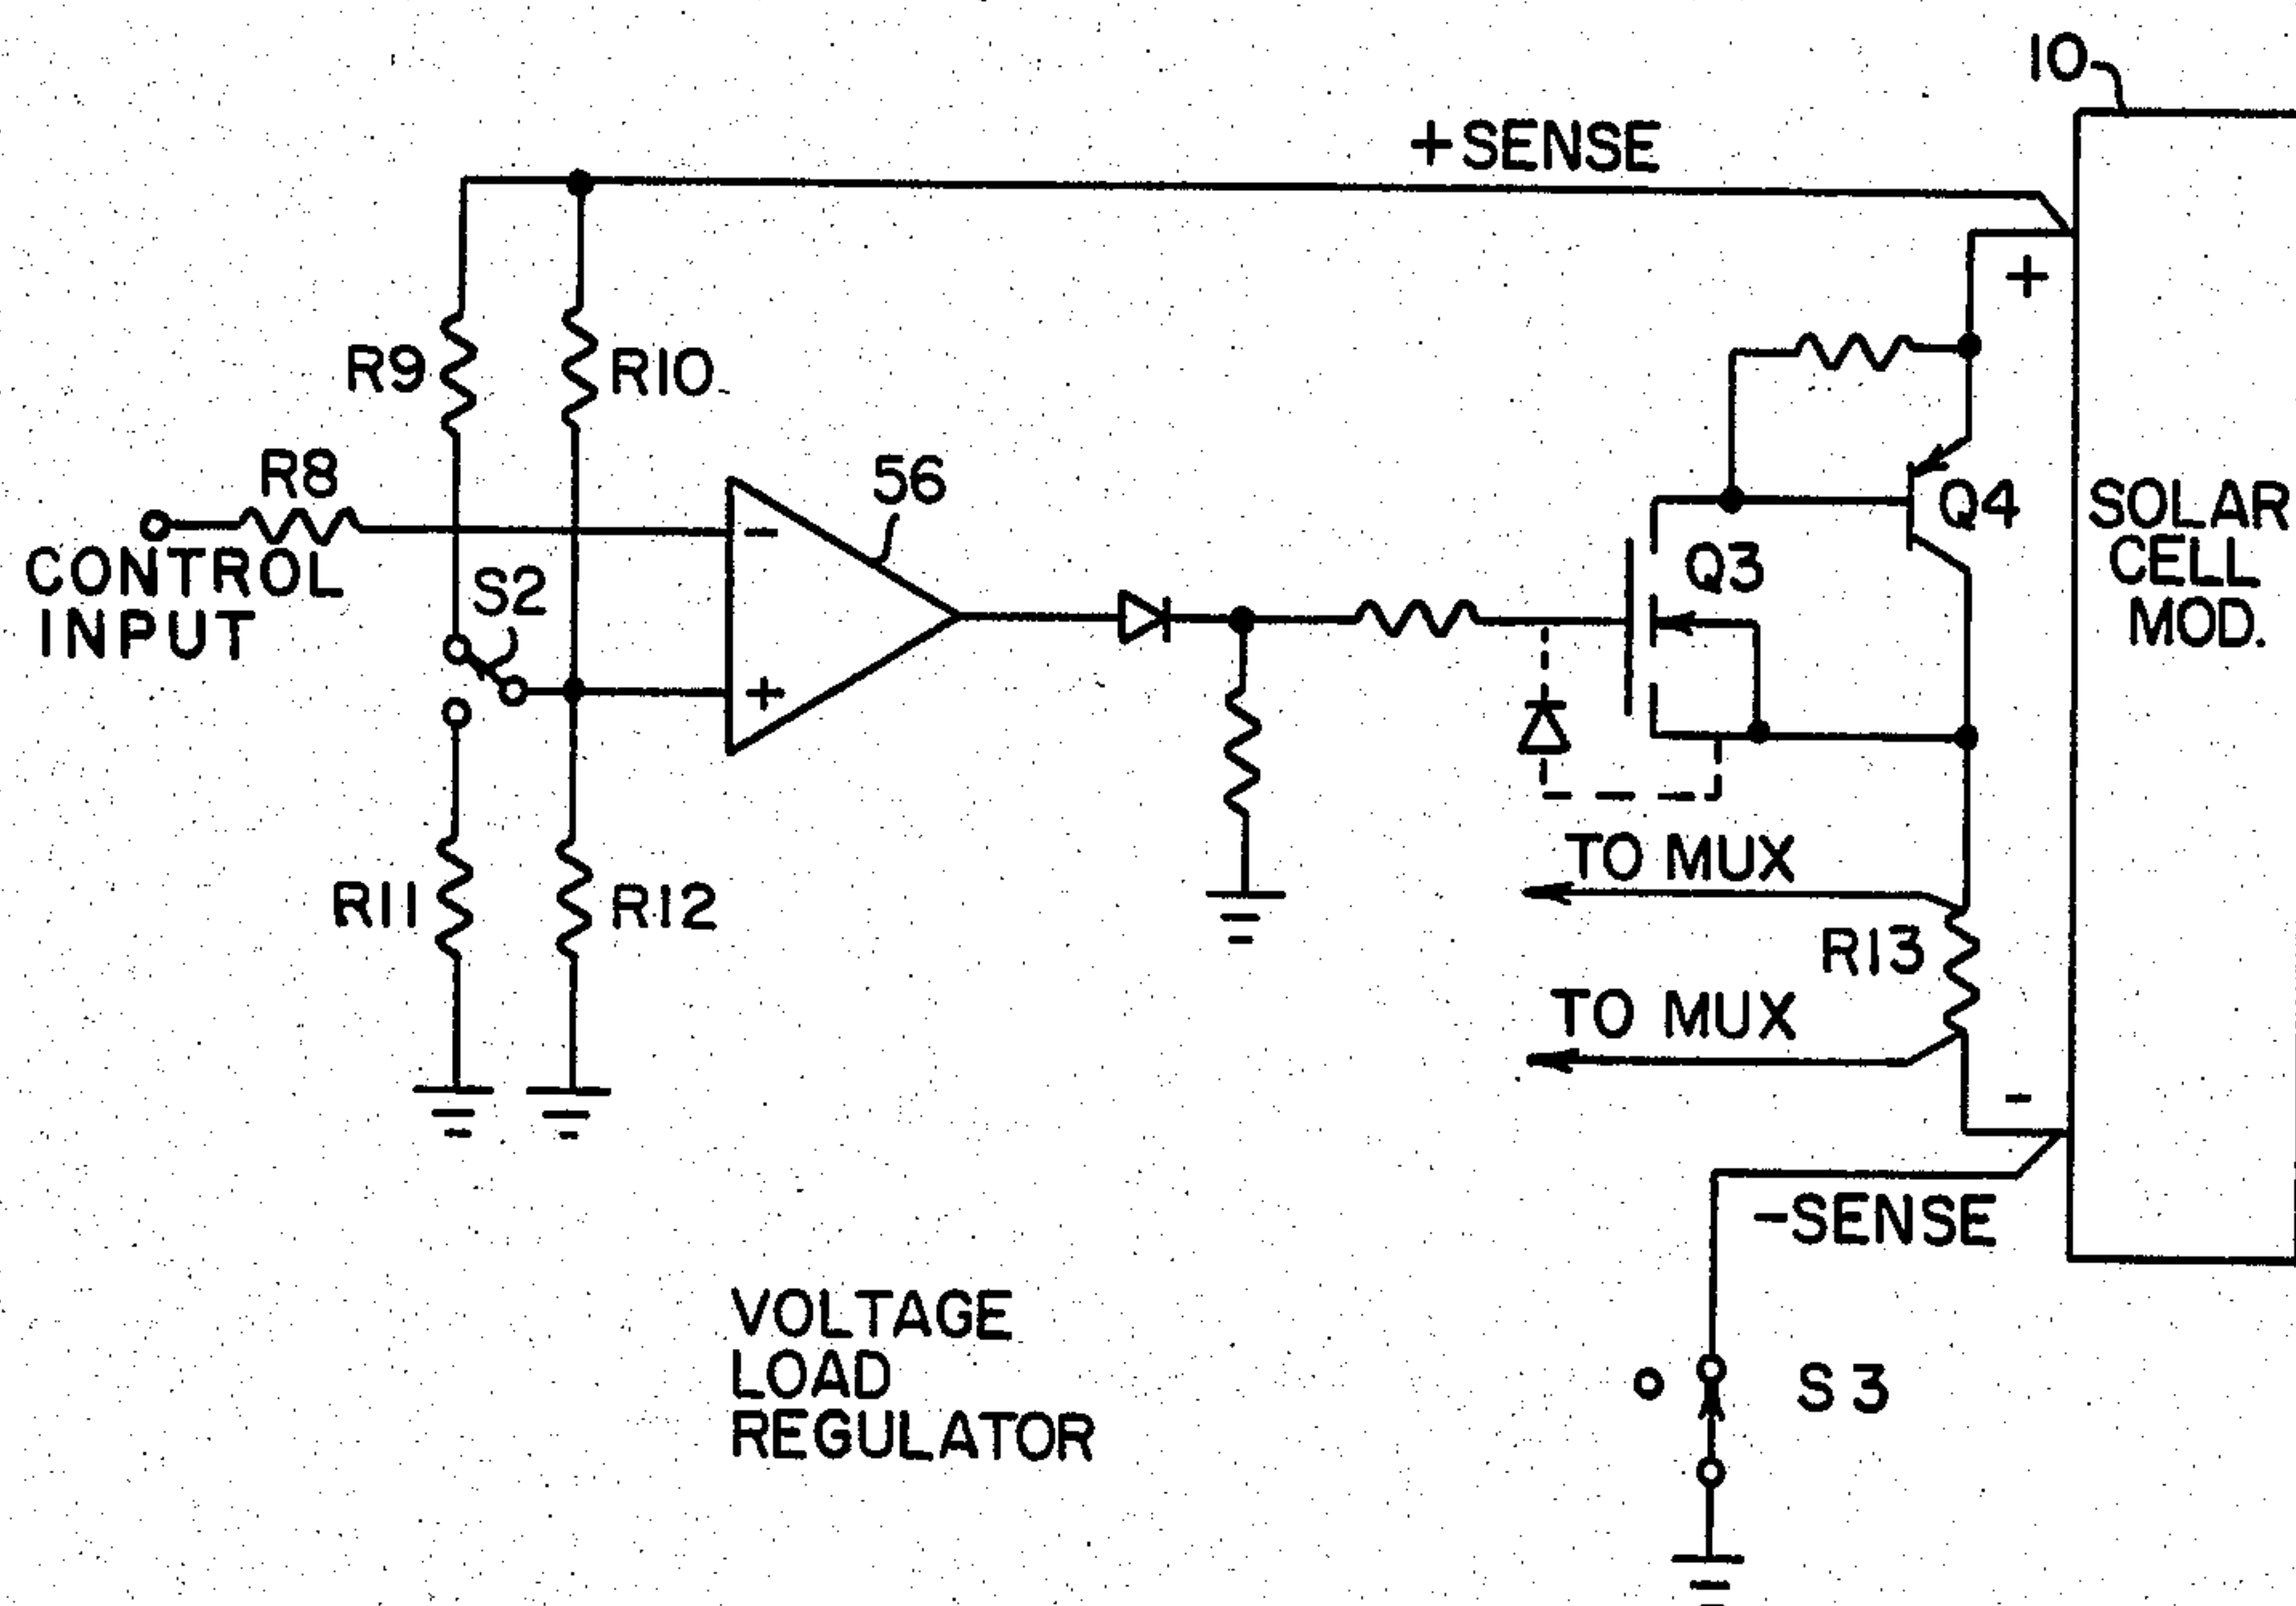 10
+SENSE
+
R9
R10
R8
CONTROL
INPUT
S2
56
-
+
Q3
Q4
SOLAR
CELL
MOD.
R11
R12
TO MUX
R13
TO MUX
-
-SENSE
S3
VOLTAGE
LOAD
REGULATOR